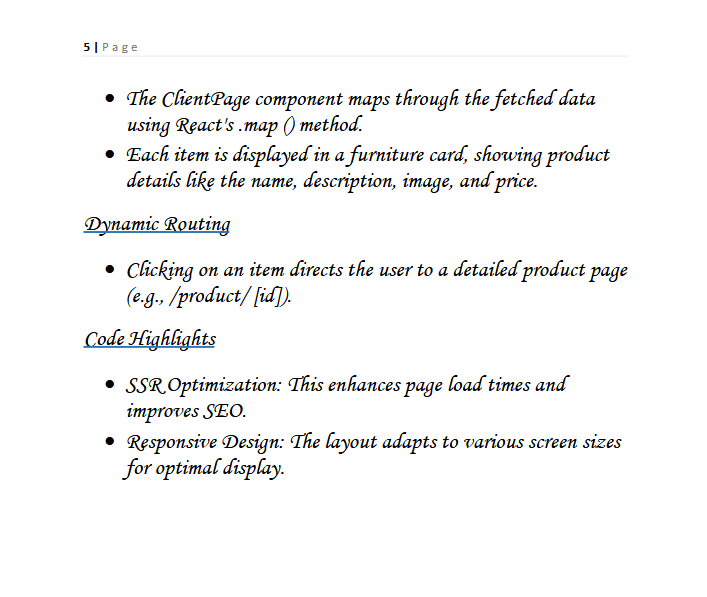 5 | Page
• The ClientPage component maps through the fetched data
using React's .map () method.
• Each item is displayed in a furniture card, showing product
details like the name, description, image, and price.
Dynamic Routing
• Clicking on an item directs the user to a detailed product page
(e.g., /product/ [id]).
Code Highlights
• SSR Optimization: This enhances page load times and
improves SEO.
• Responsive Design: The layout adapts to various screen sizes
for optimal display.